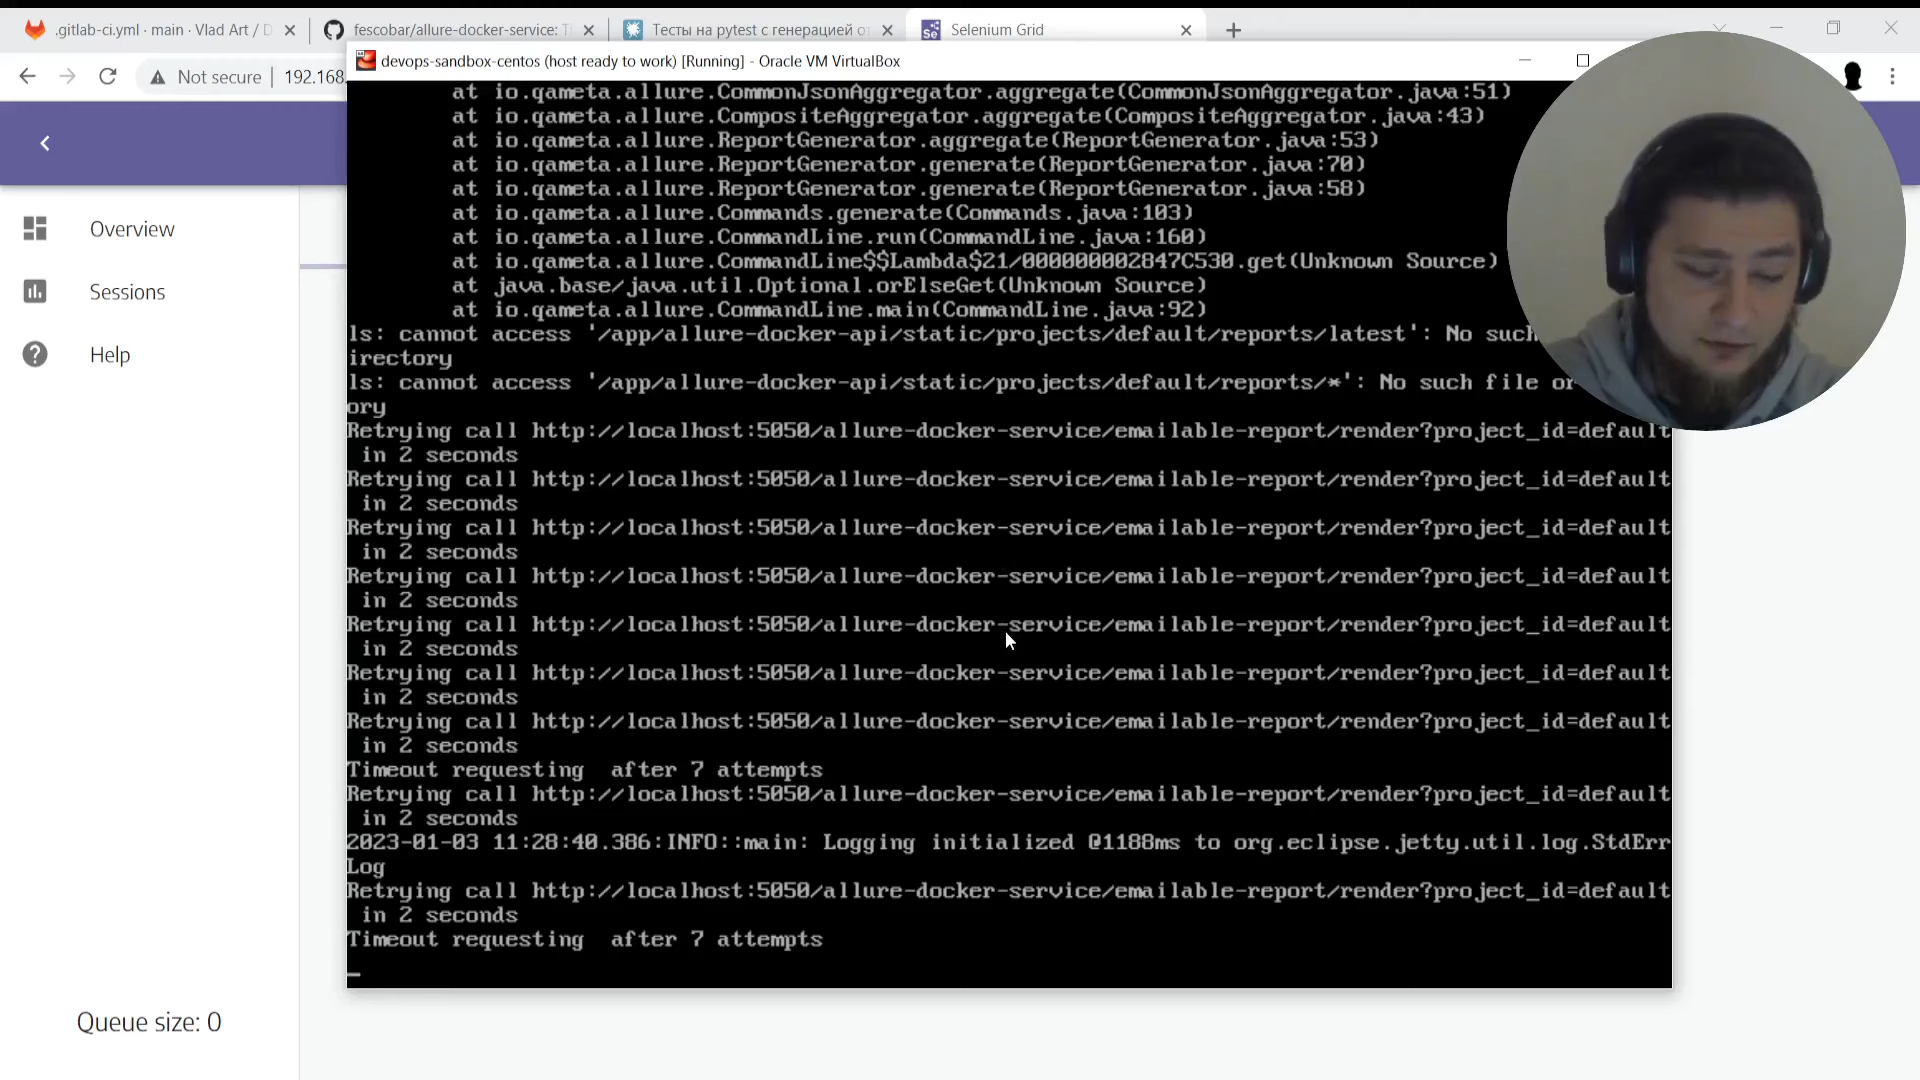 .gitlab-ci.yml · main · Vlad Art / D
fescobar/allure-docker-service: T
Тесты на pytest с генерацией от
Selenium Grid
Not secure
192.168
devops-sandbox-centos (host ready to work) [Running] - Oracle VM VirtualBox
Overview
Sessions
Help
Queue size: 0
at io.qameta.allure.CommonJsonAggregator.aggregate(CommonJsonAggregator.java:51)
at io.qameta.allure.CompositeAggregator.aggregate(CompositeAggregator.java:43)
at io.qameta.allure.ReportGenerator.aggregate(ReportGenerator.java:53)
at io.qameta.allure.ReportGenerator.generate(ReportGenerator.java:70)
at io.qameta.allure.ReportGenerator.generate(ReportGenerator.java:58)
at io.qameta.allure.Commands.generate(Commands.java:103)
at io.qameta.allure.CommandLine.run(CommandLine.java:160)
at io.qameta.allure.CommandLine$$Lambda$21/000000002847C530.get(Unknown Source)
at java.base/java.util.Optional.orElseGet(Unknown Source)
at io.qameta.allure.CommandLine.main(CommandLine.java:92)
ls: cannot access '/app/allure-docker-api/static/projects/default/reports/latest': No such
irectory
ls: cannot access '/app/allure-docker-api/static/projects/default/reports/*': No such file or
ory
Retrying call http://localhost:5050/allure-docker-service/emailable-report/render?project_id=default
in 2 seconds
Retrying call http://localhost:5050/allure-docker-service/emailable-report/render?project_id=default
in 2 seconds
Retrying call http://localhost:5050/allure-docker-service/emailable-report/render?project_id=default
in 2 seconds
Retrying call http://localhost:5050/allure-docker-service/emailable-report/render?project_id=default
in 2 seconds
Retrying call http://localhost:5050/allure-docker-service/emailable-report/render?project_id=default
in 2 seconds
Retrying call http://localhost:5050/allure-docker-service/emailable-report/render?project_id=default
in 2 seconds
Retrying call http://localhost:5050/allure-docker-service/emailable-report/render?project_id=default
in 2 seconds
Timeout requesting  after 7 attempts
Retrying call http://localhost:5050/allure-docker-service/emailable-report/render?project_id=default
in 2 seconds
2023-01-03 11:28:40.386:INFO::main: Logging initialized @1188ms to org.eclipse.jetty.util.log.StdErr
Log
Retrying call http://localhost:5050/allure-docker-service/emailable-report/render?project_id=default
in 2 seconds
Timeout requesting  after 7 attempts